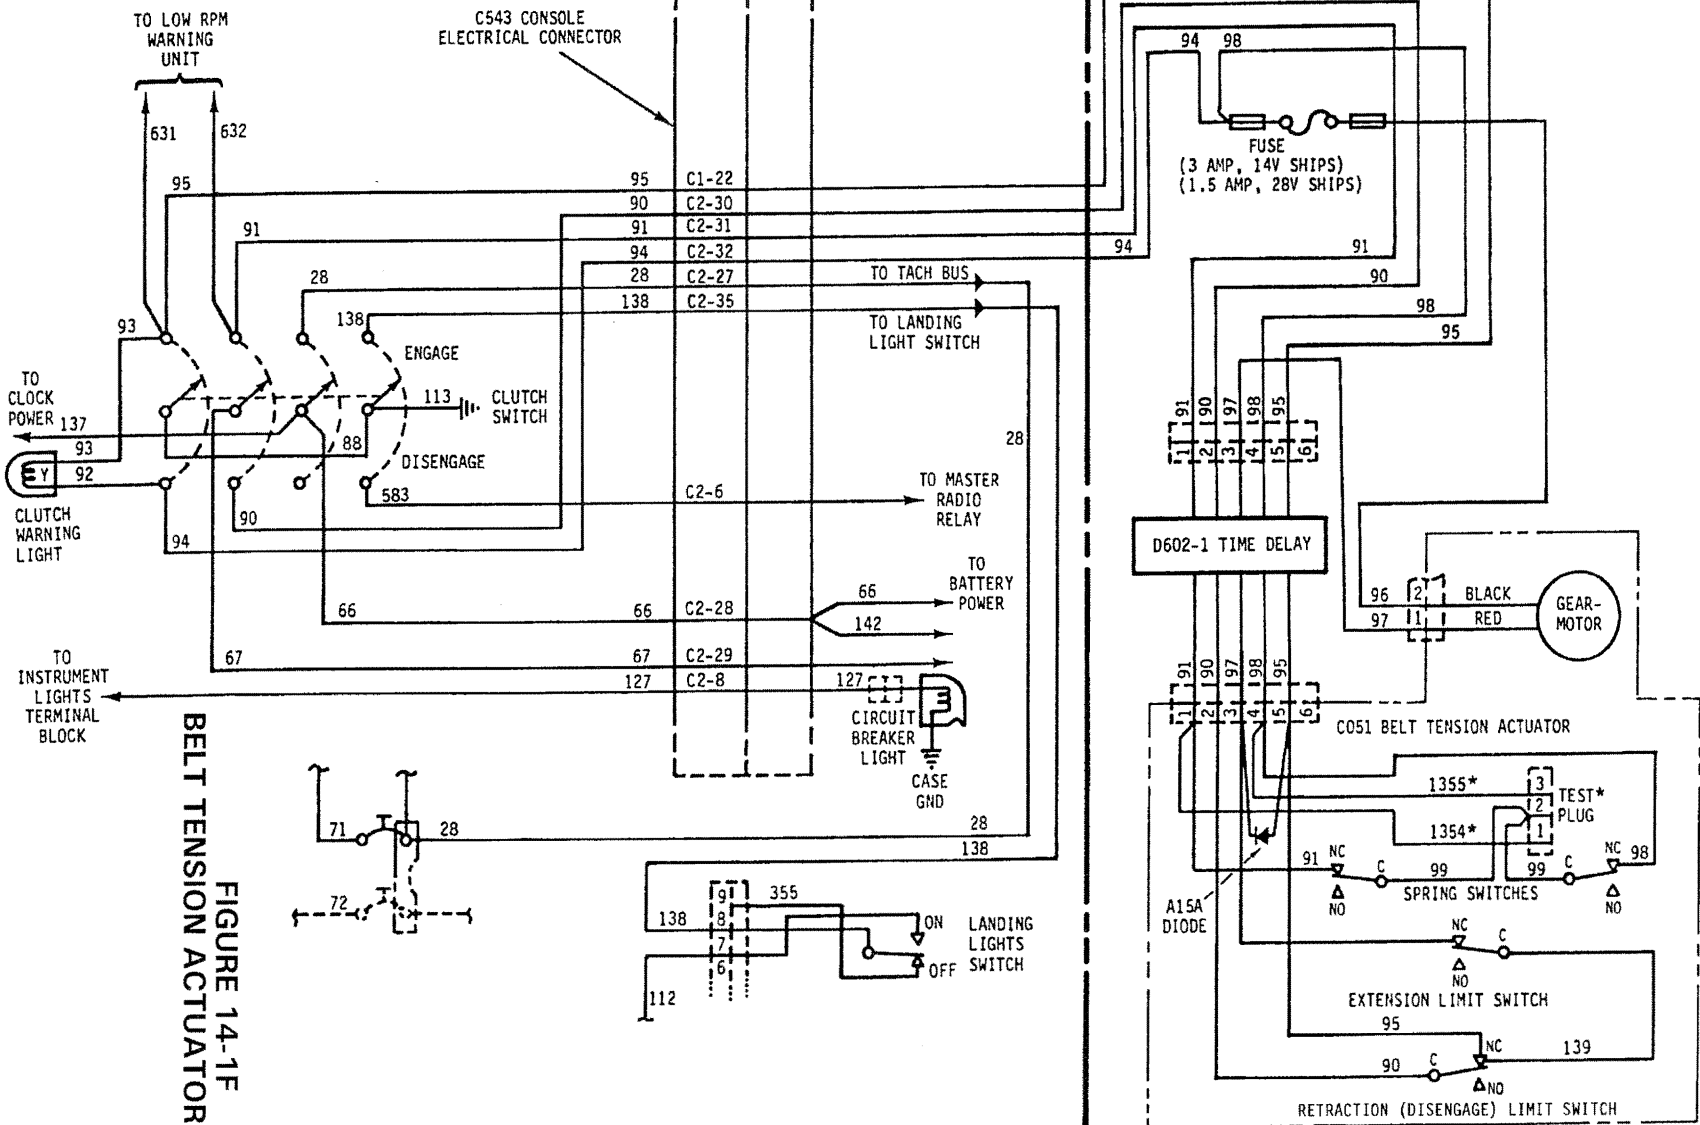 TO LOW RPM
WARNING
UNIT
C543 CONSOLE
ELECTRICAL CONNECTOR
631
632
94
98
FUSE
(3 AMP, 14V SHIPS)
(1.5 AMP, 28V SHIPS)
95
95
C1-22
90
C2-30
91
91
C2-31
94
C2-32
94
91
28
28
C2-27
TO TACH BUS
90
138
138
C2-35
TO LANDING
LIGHT SWITCH
98
95
93
ENGAGE
TO
CLOCK
POWER
137
113
CLUTCH
SWITCH
93
92
Y
88
DISENGAGE
583
C2-6
TO MASTER
RADIO
RELAY
28
CLUTCH
WARNING
LIGHT
90
94
91
90
97
98
95
1
2
3
4
5
6
D602-1 TIME DELAY
TO
BATTERY
POWER
66
66
C2-28
66
142
96
2
BLACK
97
1
RED
GEAR-
MOTOR
67
67
C2-29
TO
INSTRUMENT
LIGHTS
TERMINAL
BLOCK
127
C2-8
127
CIRCUIT
BREAKER
LIGHT
CASE
GND
91
90
97
98
95
1
2
3
4
5
6
C051 BELT TENSION ACTUATOR
1355*
3
2
1
TEST*
PLUG
1354*
A15A
DIODE
91
NC
C
NO
99
99
SPRING SWITCHES
C
NC
98
NO
71
28
28
138
72
9
8
7
6
355
138
112
ON
OFF
LANDING
LIGHTS
SWITCH
NC
C
NO
EXTENSION LIMIT SWITCH
95
NC
139
90
C
NO
RETRACTION (DISENGAGE) LIMIT SWITCH
FIGURE 14-1F
BELT TENSION ACTUATOR